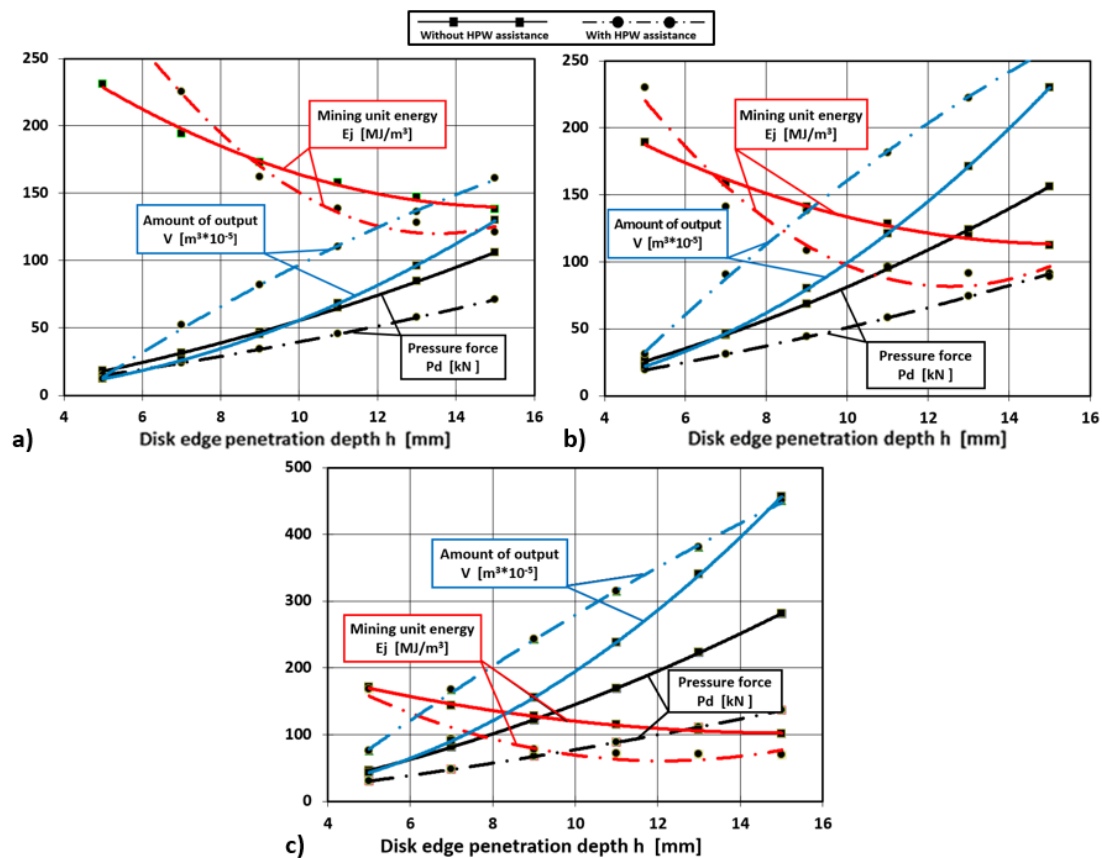 Without HPW assistance With HPW assistance
250
200
150
100
50
0
4 6 8 10 12 14 16
Mining unit energy
Ej [MJ/m³]
Amount of output
V [m³*10⁻⁵]
Pressure force
Pd [kN ]
a) Disk edge penetration depth h [mm]
250
200
150
100
50
0
4 6 8 10 12 14 16
Mining unit energy
Ej [MJ/m³]
Amount of output
V [m³*10⁻⁵]
Pressure force
Pd [kN ]
b) Disk edge penetration depth h [mm]
500
400
300
200
100
0
4 6 8 10 12 14 16
Amount of output
V [m³*10⁻⁵]
Mining unit energy
Ej [MJ/m³]
Pressure force
Pd [kN ]
c) Disk edge penetration depth h [mm]